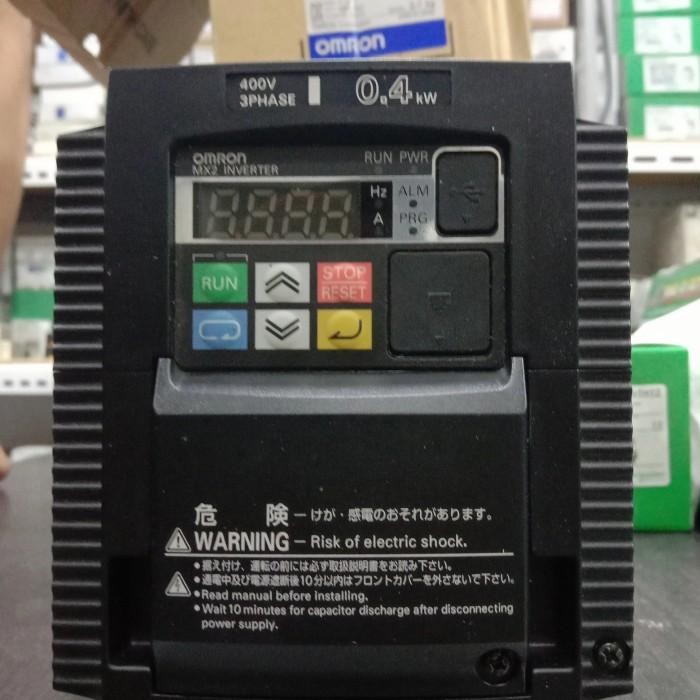 OMRON
400V
3PHASE
0.4 kW
OMRON
MX2 INVERTER
RUN PWR
Hz
ALM
A
PRG
RUN
STOP
RESET
危 険 － けが・感電のおそれがあります。
WARNING － Risk of electric shock.
• 据え付け、運転の前には必ず取扱説明書をお読み下さい。
• 通電中及び電源遮断後10分以内はフロントカバーを外さないで下さい。
• Read manual before installing.
• Wait 10 minutes for capacitor discharge after disconnecting
power supply.